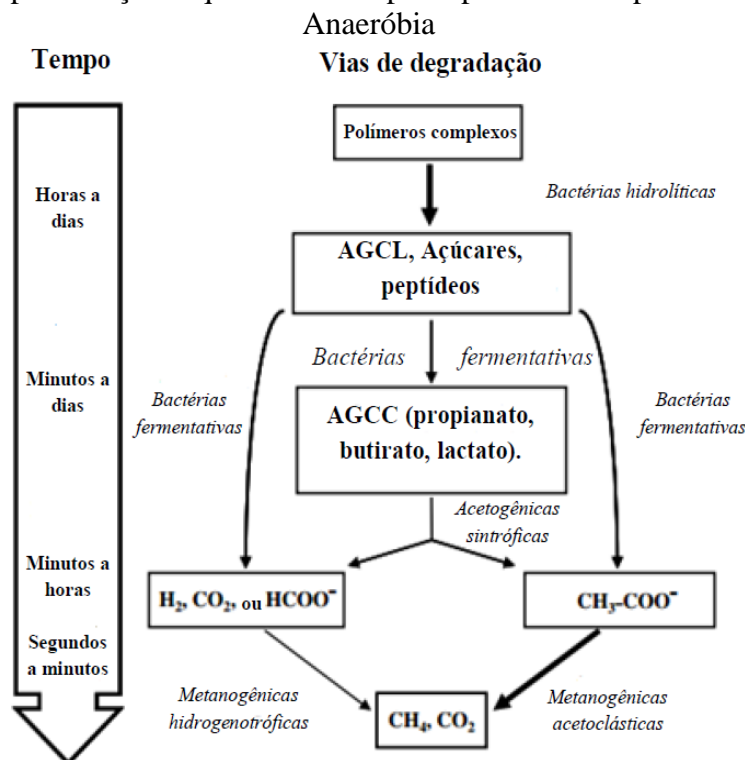 Anaeróbia
Tempo
Vias de degradação
Polímeros complexos
Horas a
dias
Bactérias hidrolíticas
AGCL, Açúcares,
peptídeos
Bactérias fermentativas
Minutos a
dias
Bactérias
fermentativas
AGCC (propianato,
butirato, lactato).
Bactérias
fermentativas
Acetogênicas
sintróficas
Minutos a
horas
H₂, CO₂, ou HCOO⁻
CH₃-COO⁻
Segundos
a minutos
Metanogênicas
hidrogenotróficas
CH₄, CO₂
Metanogênicas
acetoclásticas